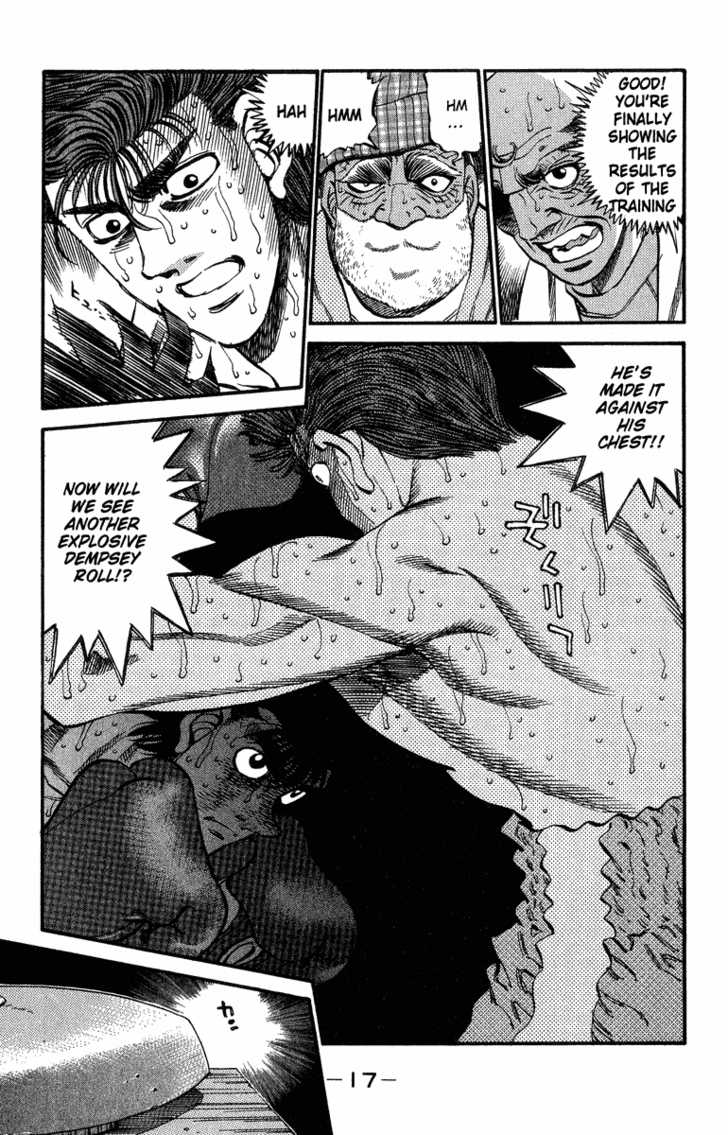 GOOD!
YOU'RE
FINALLY
SHOWING
THE
RESULTS
OF THE
TRAINING
HM
...
HMM
HAH
HE'S
MADE IT
AGAINST
HIS
CHEST!!
NOW WILL
WE SEE
ANOTHER
EXPLOSIVE
DEMPSEY
ROLL!?
-17-